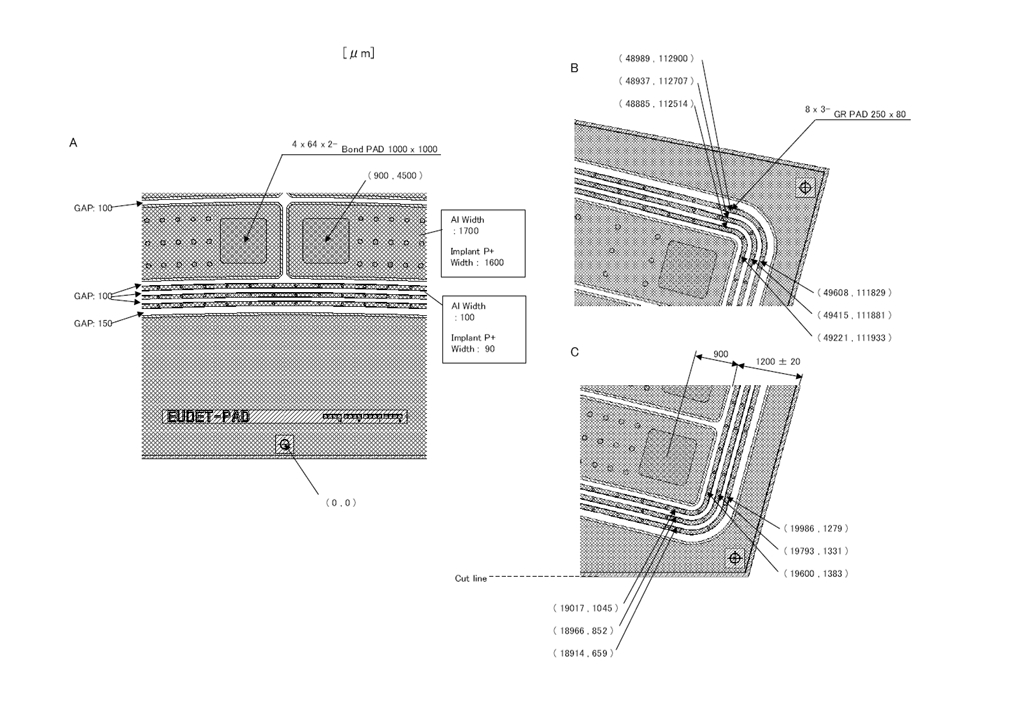 [μm]
A
4 x 64 x 2- Bond PAD 1000 x 1000
( 900 , 4500 )
GAP: 100
Al Width
: 1700
Implant P+
Width : 1600
GAP: 100
GAP: 150
Al Width
: 100
Implant P+
Width : 90
EUDET-PAD
( 0 , 0 )
B
( 48989 , 112900 )
( 48937 , 112707 )
( 48885 , 112514 )
8 x 3- GR PAD 250 x 80
( 49608 , 111829 )
( 49415 , 111881 )
( 49221 , 111933 )
C
900
1200 ± 20
( 19986 , 1279 )
( 19793 , 1331 )
( 19600 , 1383 )
Cut line
( 19017 , 1045 )
( 18966 , 852 )
( 18914 , 659 )